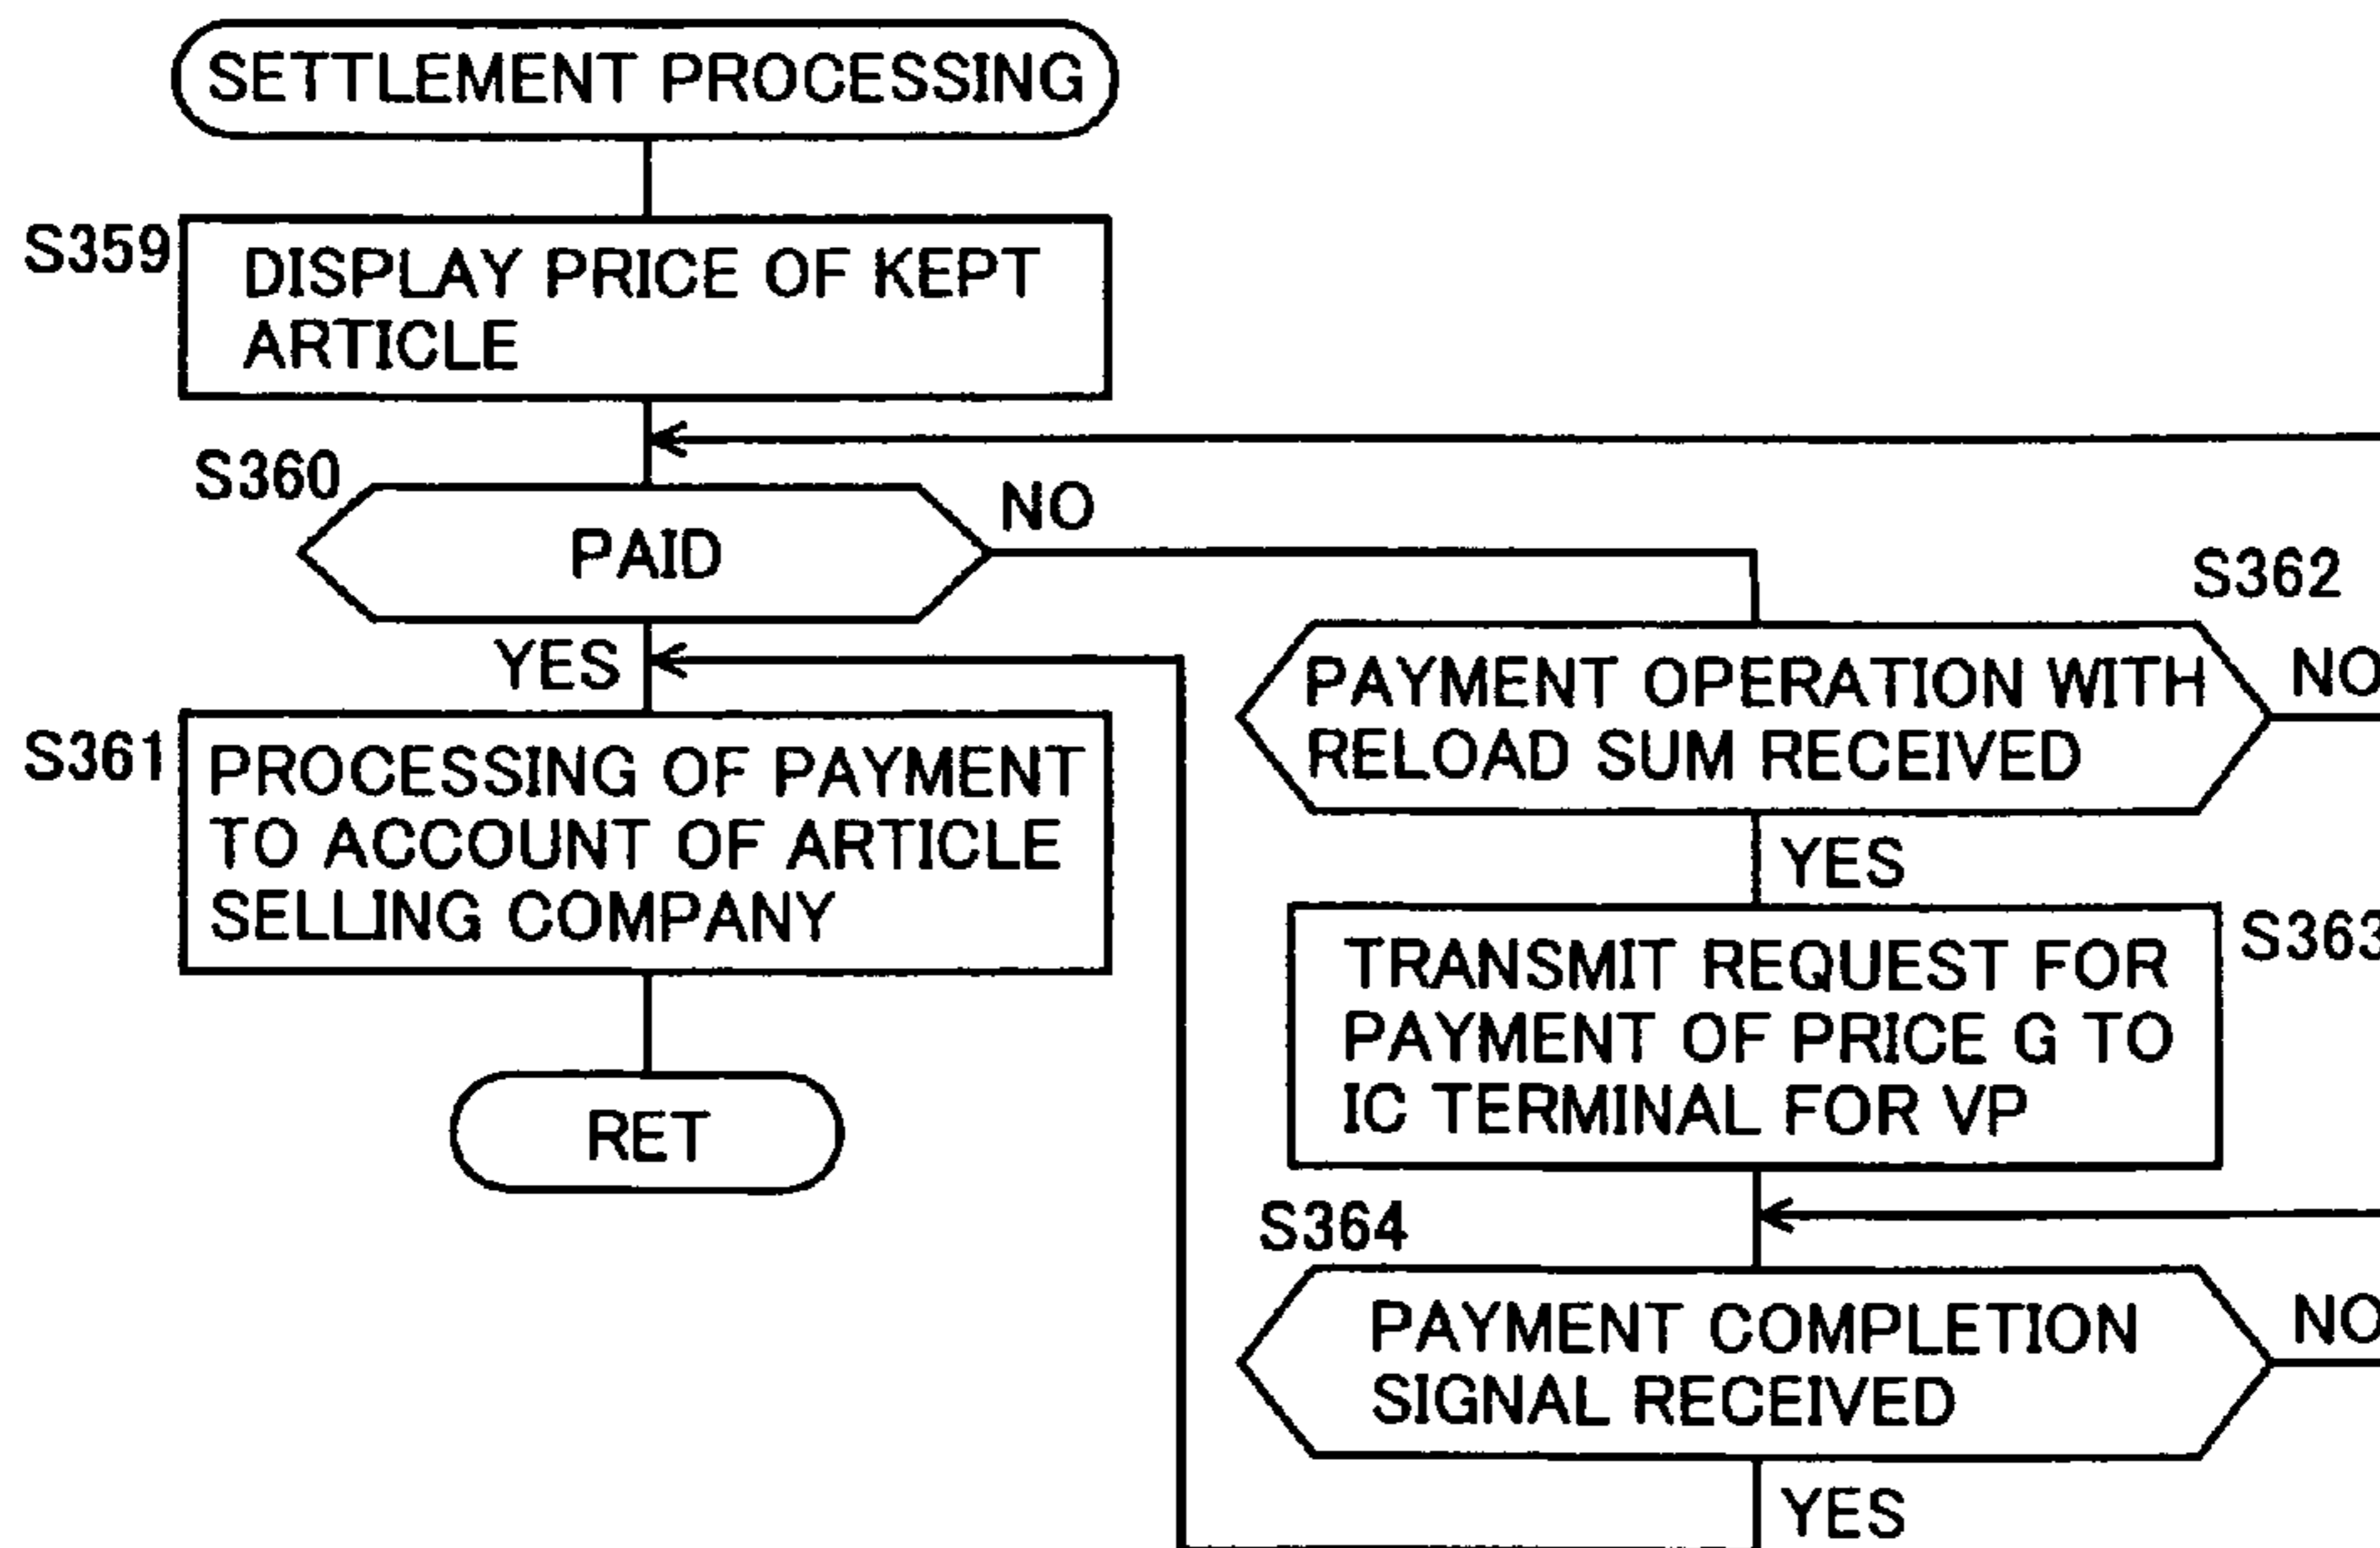 SETTLEMENT PROCESSING
S359
DISPLAY PRICE OF KEPT
ARTICLE
S360
PAID
NO
YES
S361
PROCESSING OF PAYMENT
TO ACCOUNT OF ARTICLE
SELLING COMPANY
RET
S362
PAYMENT OPERATION WITH
RELOAD SUM RECEIVED
NO
YES
S363
TRANSMIT REQUEST FOR
PAYMENT OF PRICE G TO
IC TERMINAL FOR VP
S364
PAYMENT COMPLETION
SIGNAL RECEIVED
NO
YES